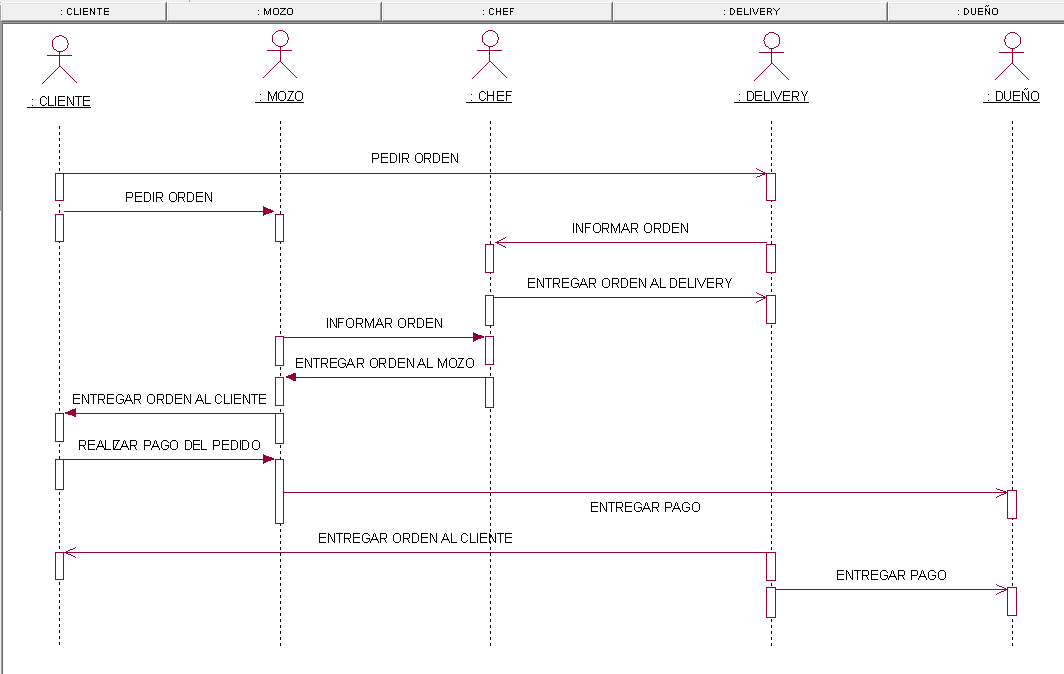 : CLIENTE
: MOZO
: CHEF
: DELIVERY
: DUEÑO
: CLIENTE
: MOZO
: CHEF
: DELIVERY
: DUEÑO
PEDIR ORDEN
PEDIR ORDEN
INFORMAR ORDEN
ENTREGAR ORDEN AL DELIVERY
INFORMAR ORDEN
ENTREGAR ORDEN AL MOZO
ENTREGAR ORDEN AL CLIENTE
REALIZAR PAGO DEL PEDIDO
ENTREGAR PAGO
ENTREGAR ORDEN AL CLIENTE
ENTREGAR PAGO